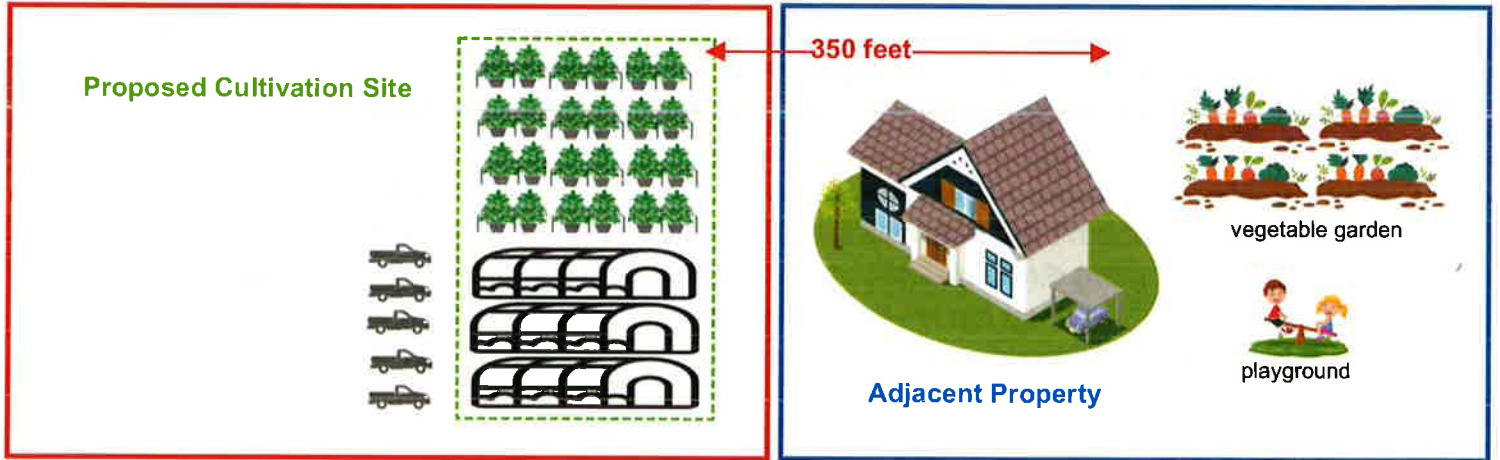 350 feet
Proposed Cultivation Site
vegetable garden
playground
Adjacent Property